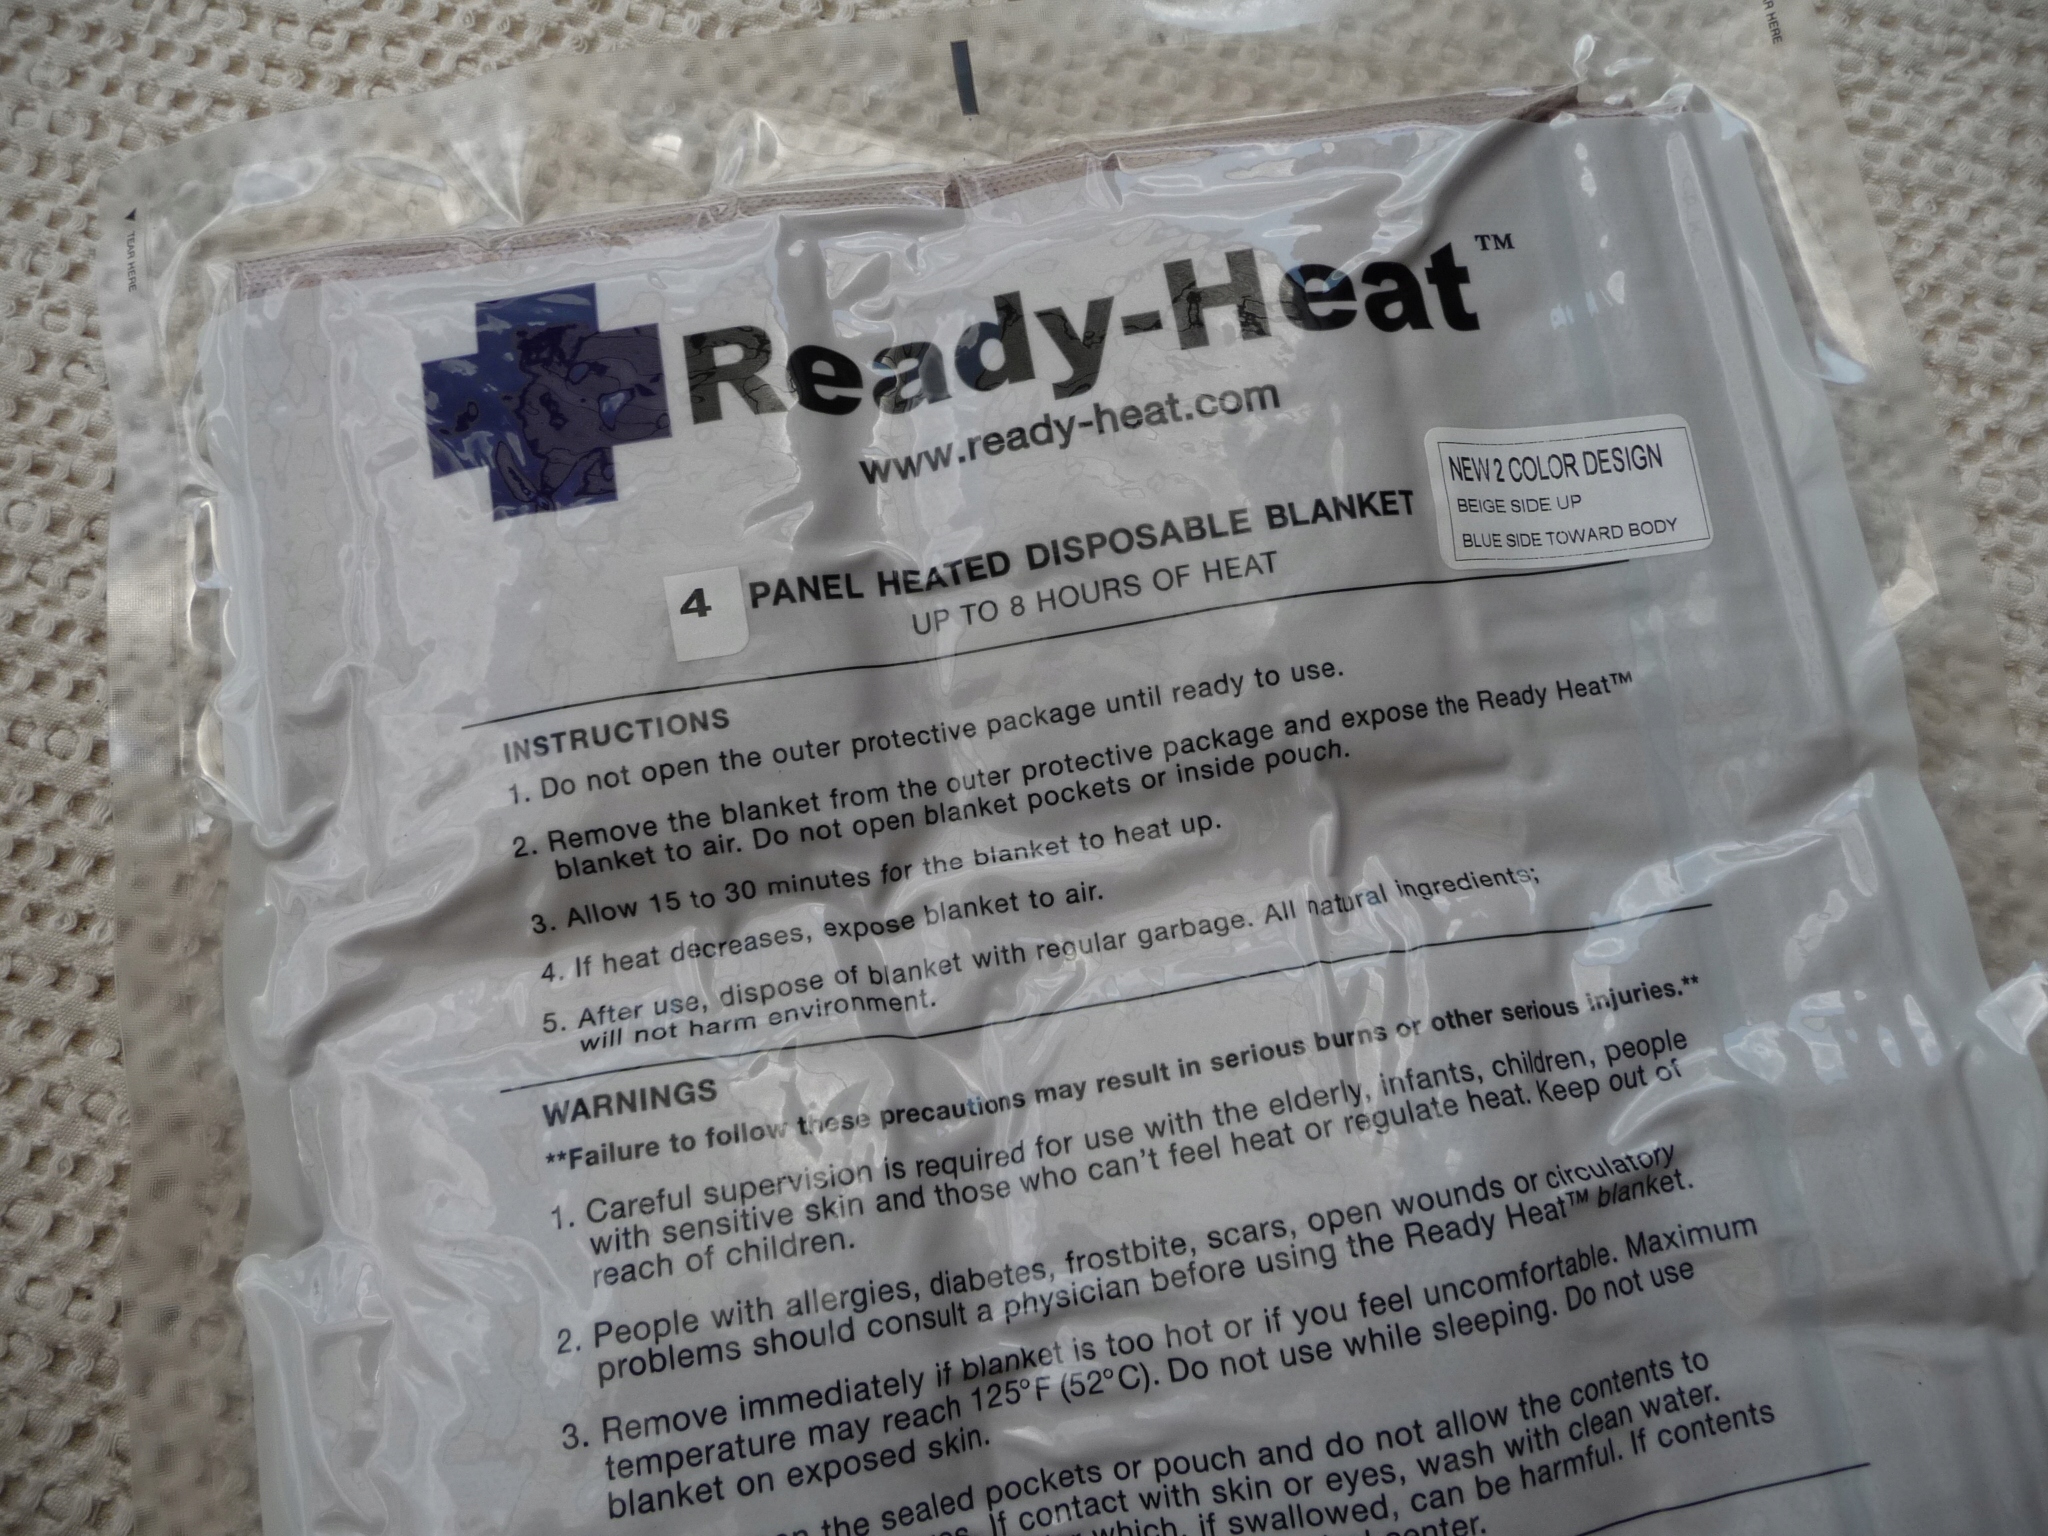 TEAR HERE
R HERE
Ready-Heat™
www.ready-heat.com
NEW 2 COLOR DESIGN
BEIGE SIDE UP
BLUE SIDE TOWARD BODY
4 PANEL HEATED DISPOSABLE BLANKET
UP TO 8 HOURS OF HEAT
INSTRUCTIONS
1. Do not open the outer protective package until ready to use.
2. Remove the blanket from the outer protective package and expose the Ready Heat™
blanket to air. Do not open blanket pockets or inside pouch.
3. Allow 15 to 30 minutes for the blanket to heat up.
4. If heat decreases, expose blanket to air.
5. After use, dispose of blanket with regular garbage. All natural ingredients;
will not harm environment.
WARNINGS
**Failure to follow these precautions may result in serious burns or other serious injuries.**
1. Careful supervision is required for use with the elderly, infants, children, people
with sensitive skin and those who can't feel heat or regulate heat. Keep out of
reach of children.
2. People with allergies, diabetes, frostbite, scars, open wounds or circulatory
problems should consult a physician before using the Ready Heat™ blanket.
3. Remove immediately if blanket is too hot or if you feel uncomfortable. Maximum
temperature may reach 125°F (52°C). Do not use while sleeping. Do not use
blanket on exposed skin.
the sealed pockets or pouch and do not allow the contents to
If contact with skin or eyes, wash with clean water.
which, if swallowed, can be harmful. If contents
center.